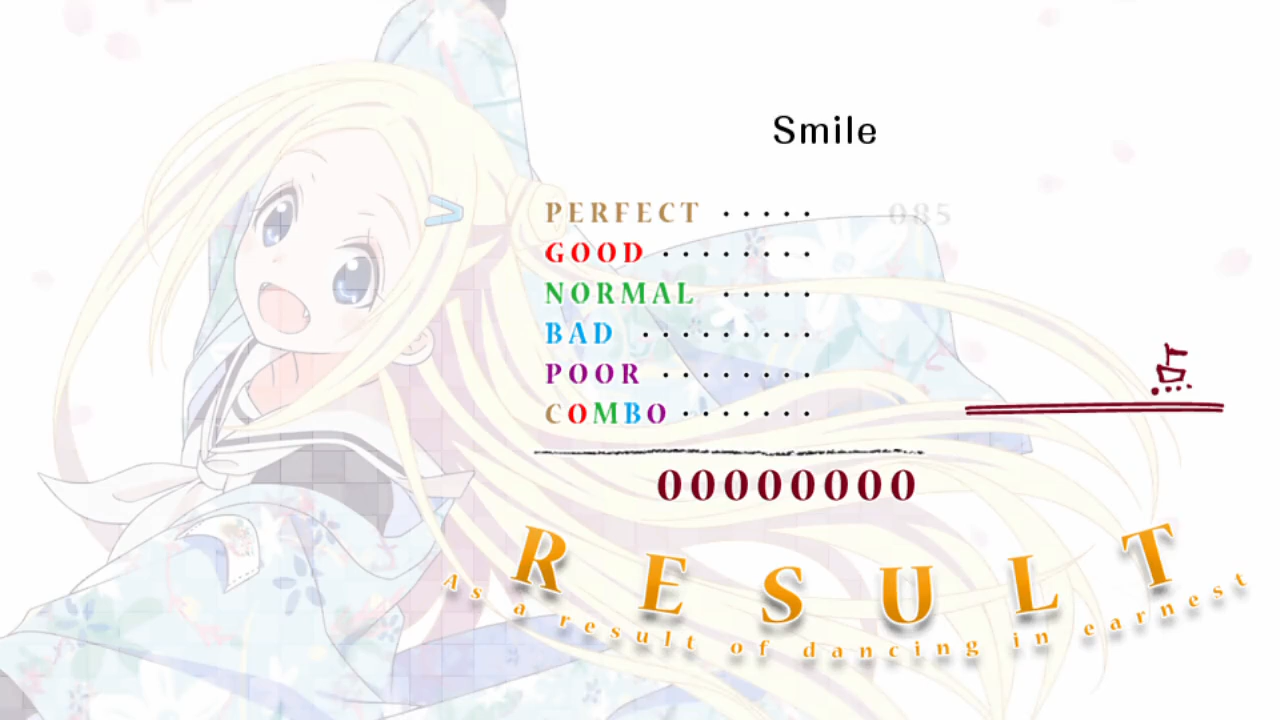 Smile
PERFECT ..... 085
GOOD ........
NORMAL .....
BAD .........
POOR ........
COMBO .......
点
00000000
RESULT
As a result of dancing in earnest